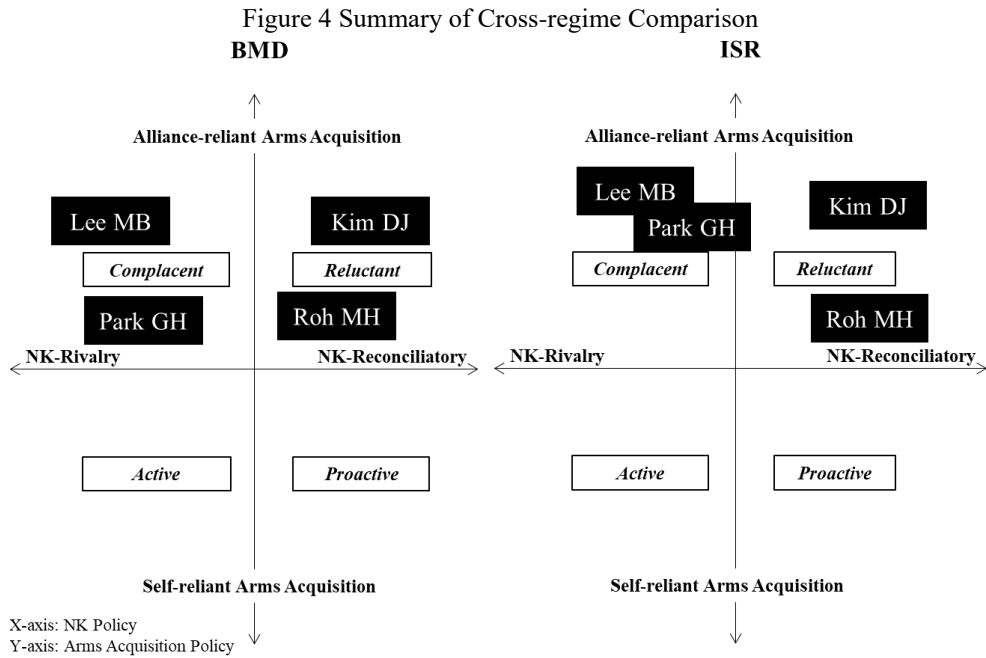 Figure 4 Summary of Cross-regime Comparison
BMD
Alliance-reliant Arms Acquisition
Lee MB
Kim DJ
Complacent
Reluctant
Park GH
Roh MH
NK-Rivalry
NK-Reconciliatory
Active
Proactive
Self-reliant Arms Acquisition
ISR
Alliance-reliant Arms Acquisition
Lee MB
Kim DJ
Park GH
Complacent
Reluctant
Roh MH
NK-Rivalry
NK-Reconciliatory
Active
Proactive
Self-reliant Arms Acquisition
X-axis: NK Policy
Y-axis: Arms Acquisition Policy